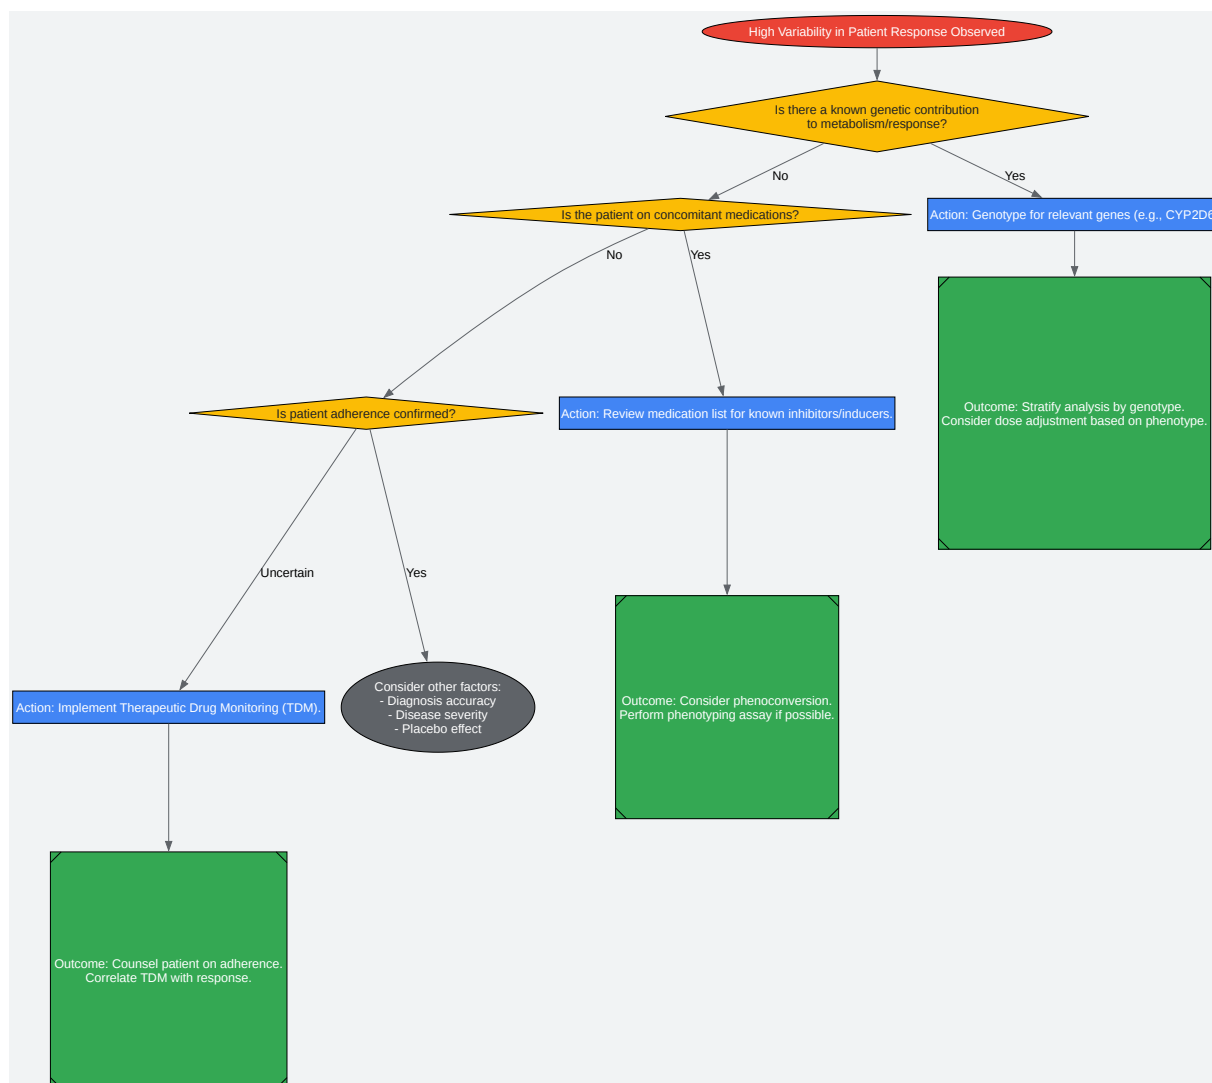 High Variability in Patient Response Observed
Is there a known genetic contribution
to metabolism/response?
No
Yes
Is the patient on concomitant medications?
Action: Genotype for relevant genes (e.g., CYP2D6
No
Yes
Is patient adherence confirmed?
Action: Review medication list for known inhibitors/inducers.
Outcome: Stratify analysis by genotype.
Consider dose adjustment based on phenotype.
Uncertain
Yes
Action: Implement Therapeutic Drug Monitoring (TDM).
Consider other factors:
- Diagnosis accuracy
- Disease severity
- Placebo effect
Outcome: Consider phenoconversion.
Perform phenotyping assay if possible.
Outcome: Counsel patient on adherence.
Correlate TDM with response.